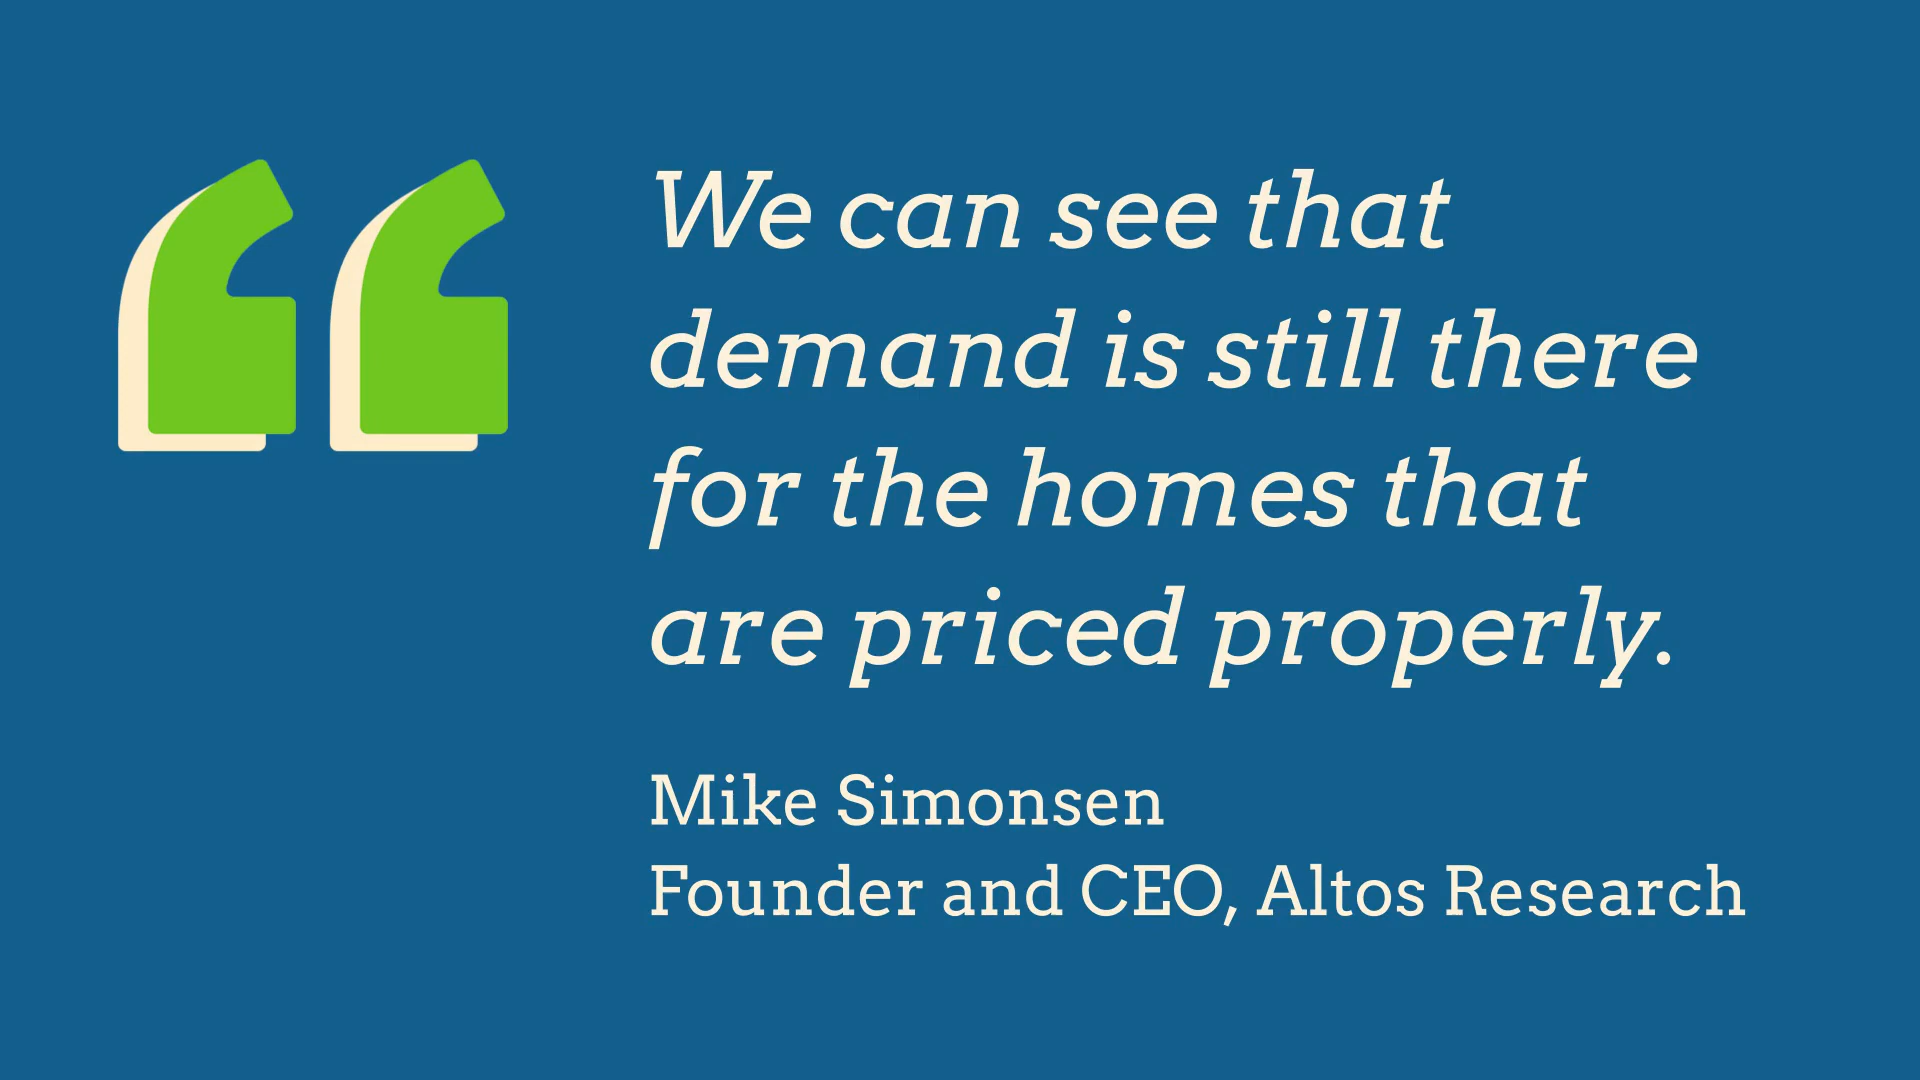 We can see that
demand is still there
for the homes that
are priced properly.
Mike Simonsen
Founder and CEO, Altos Research